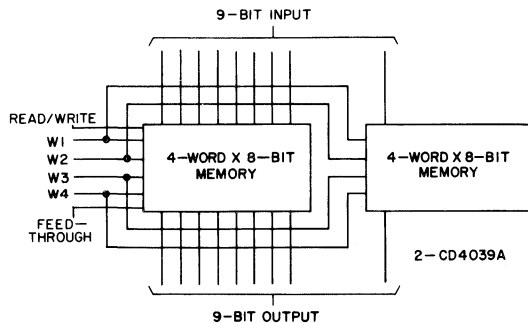 9-BIT INPUT
READ/WRITE
W1
W2
W3
W4
FEED-
THROUGH
4-WORD X 8-BIT
MEMORY
4-WORD X 8-BIT
MEMORY
2-CD4039A
9-BIT OUTPUT